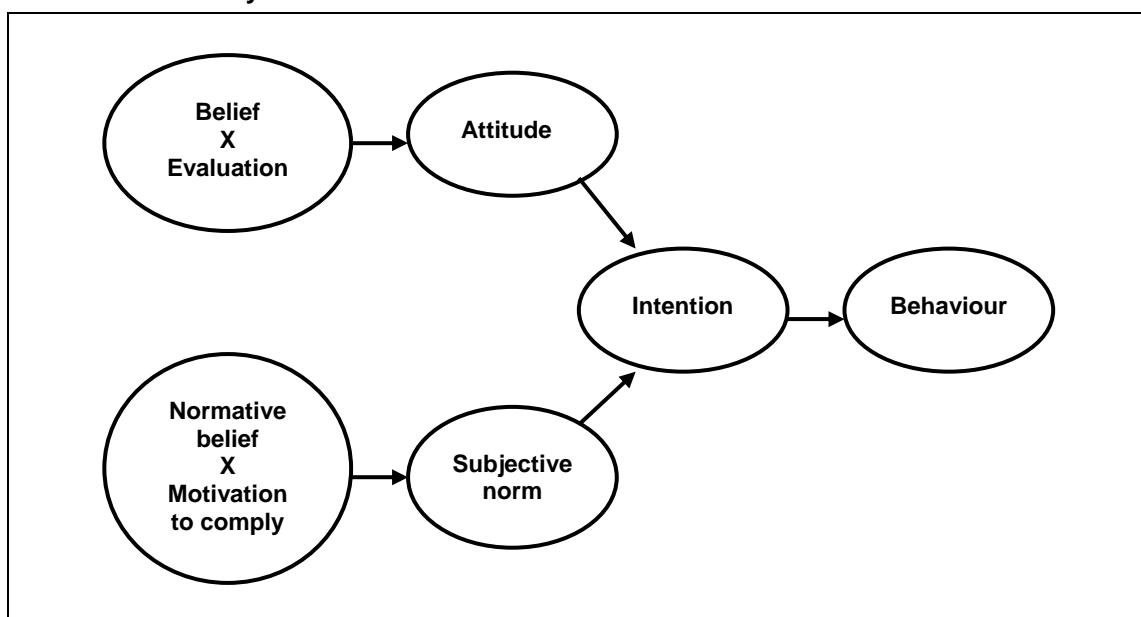 Belief
X
Evaluation
Attitude
Intention
Behaviour
Normative
belief
X
Motivation
to comply
Subjective
norm